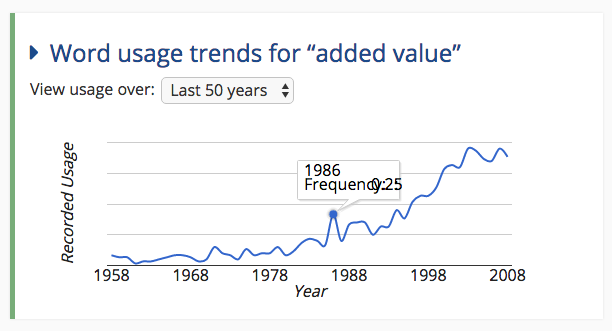 Word usage trends for “added value”
View usage over: Last 50 years
Recorded Usage
1986
Frequency: 0.25
1958 1968 1978 1988 1998 2008
Year